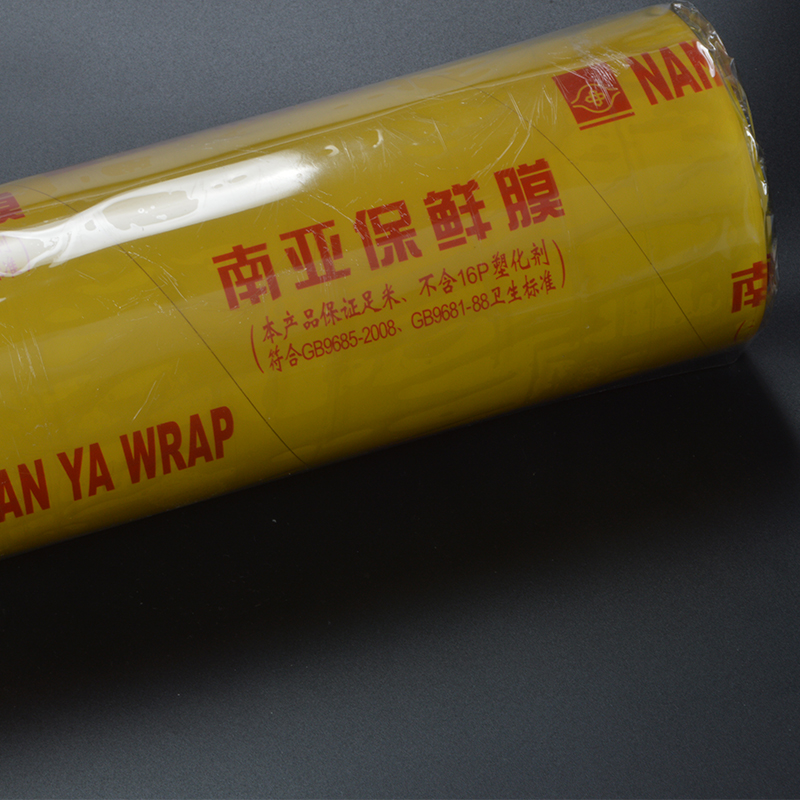 NAN
南亚保鲜膜
(本产品保证足米、不含16P塑化剂)
符合GB9685-2008、GB9681-88卫生标准
AN YA WRAP
南
膜